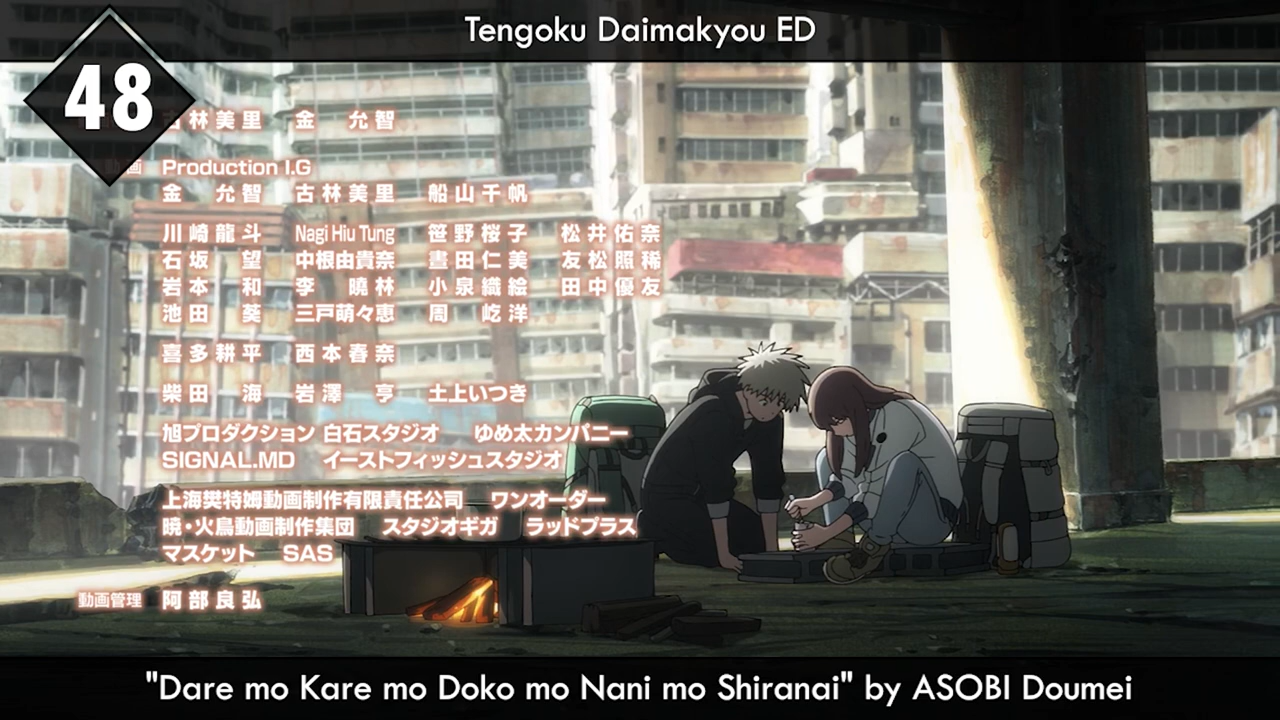 Tengoku Daimakyou ED
48
古林美里 金 允智
動画 Production I.G
金 允智 古林美里 船山千帆
川崎龍斗 Nagi Hiu Tung 笹野桜子 松井佑奈
石坂 望 中根由貴奈 晝田仁美 友松照稀
岩本 和 李 曉林 小泉織絵 田中優友
池田 葵 三戸萌々恵 周 屹洋
喜多耕平 西本春奈
柴田 海 岩澤 亨 土上いつき
旭プロダクション 白石スタジオ ゆめ太カンパニー
SIGNAL.MD イーストフィッシュスタジオ
上海樊特姆動画制作有限責任公司 ワンオーダー
暁・火鳥動画制作集団 スタジオギガ ラッドプラス
マスケット SAS
動画管理 阿部良弘
"Dare mo Kare mo Doko mo Nani mo Shiranai" by ASOBI Doumei